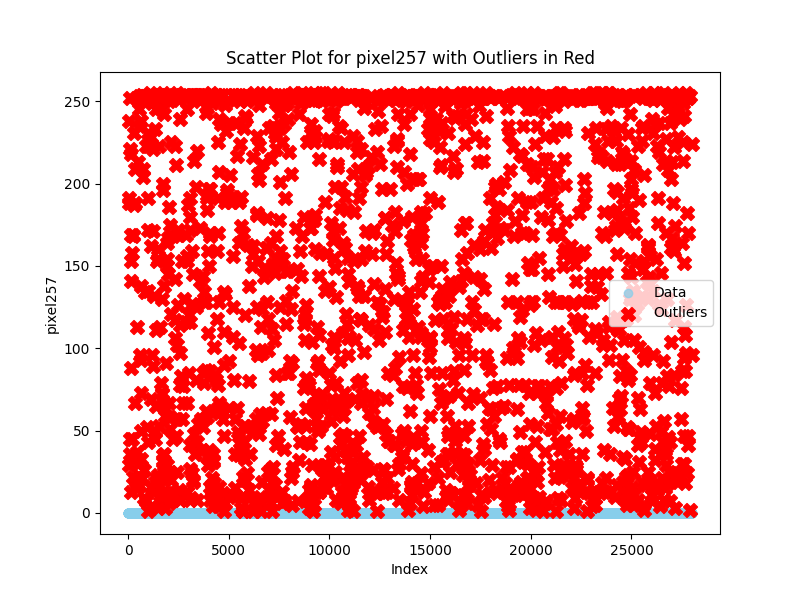 Scatter Plot for pixel257 with Outliers in Red
250
200
150
100
50
0
pixel257
Data
Outliers
0 5000 10000 15000 20000 25000
Index